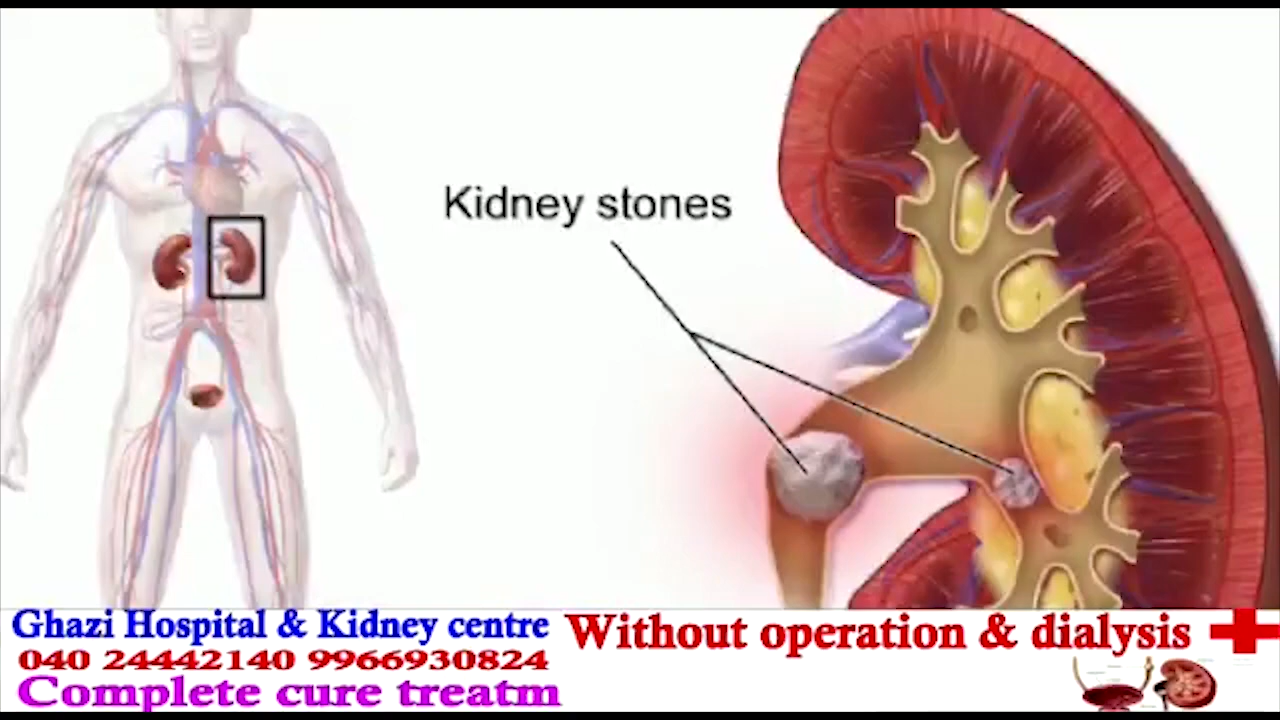 Kidney stones
Ghazi Hospital & Kidney centre
040 24442140 9966930824
Complete cure treatm
Without operation & dialysis